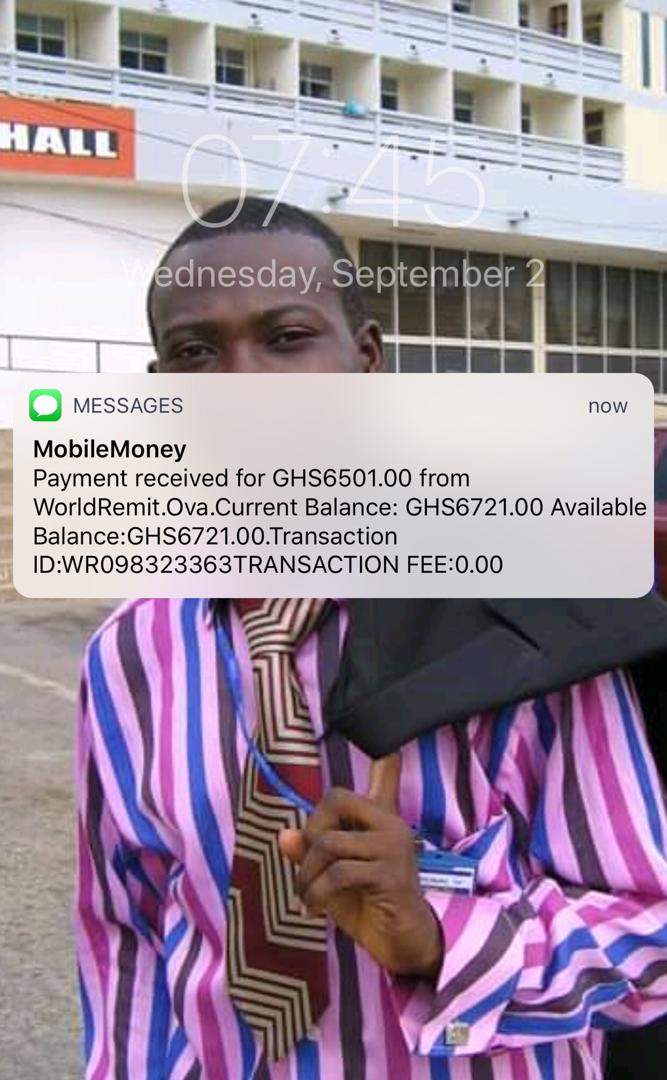 HALL
07:45
Wednesday, September 2
MESSAGES
now
MobileMoney
Payment received for GHS6501.00 from
WorldRemit.Ova.Current Balance: GHS6721.00 Available
Balance:GHS6721.00.Transaction
ID:WR098323363TRANSACTION FEE:0.00